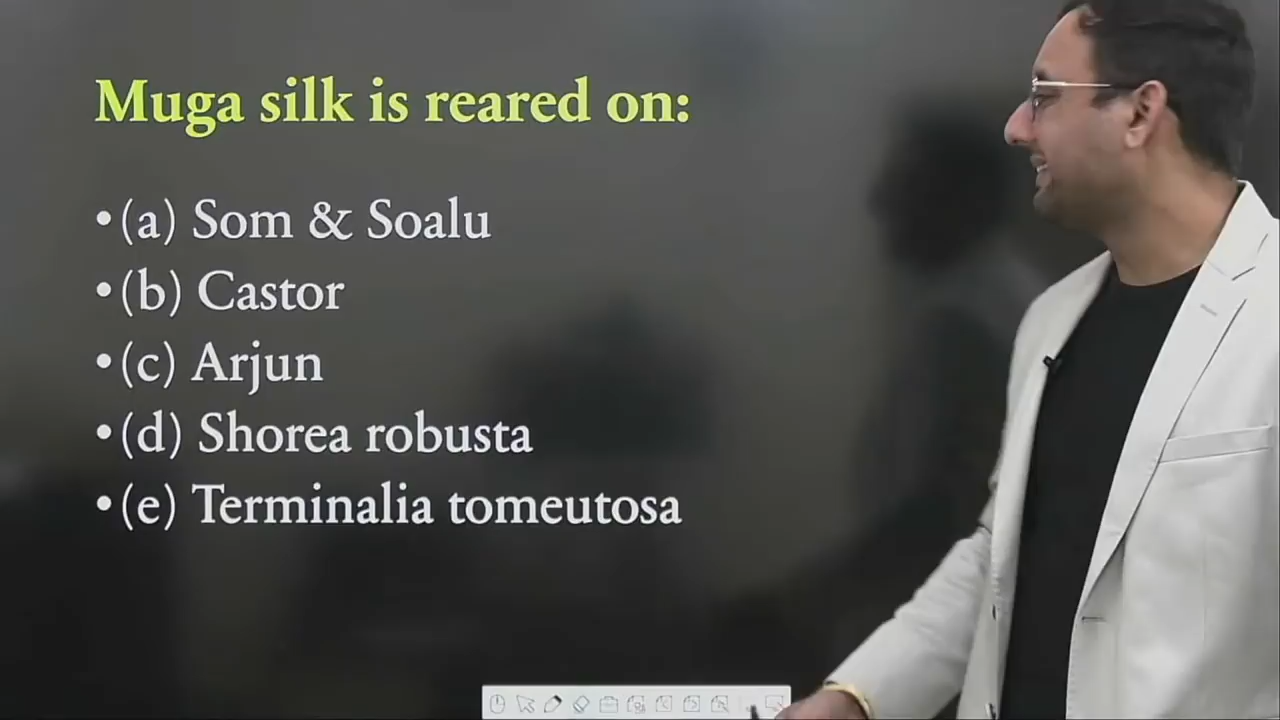 Muga silk is reared on:
•(a) Som & Soalu
•(b) Castor
•(c) Arjun
•(d) Shorea robusta
•(e) Terminalia tomeutosa